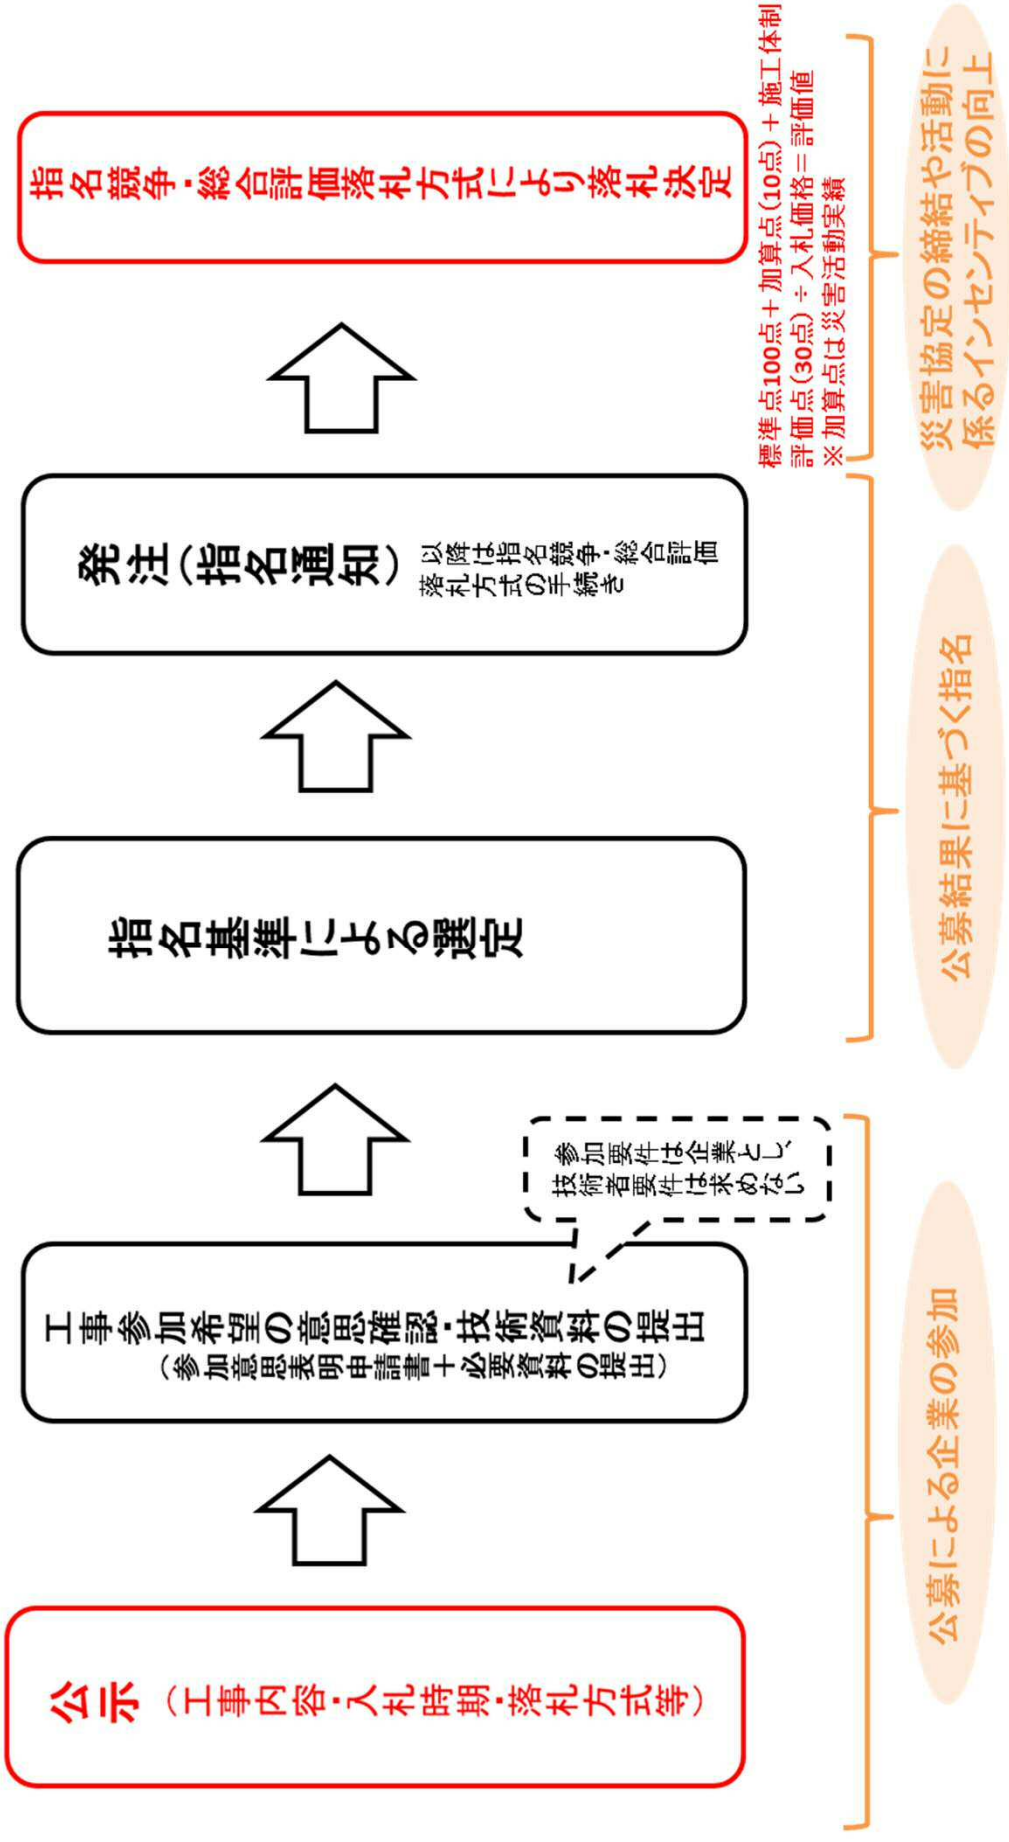 公示
（工事内容・入札時期・落札方式等）
工事参加希望の意思確認・技術資料の提出
（参加意思表明申請書＋必要資料の提出）
参加要件は企業とし、
技術者要件は求めない
指名基準による選定
発注（指名通知）
以降は指名競争・総合評価
落札方式の手続き
指名競争・総合評価落札方式により落札決定
標準点100点＋加算点(10点)＋施工体制
評価点(30点)÷入札価格＝評価値
※加算点は災害活動実績
公募による企業の参加
公募結果に基づく指名
災害協定の締結や活動に
係るインセンティブの向上